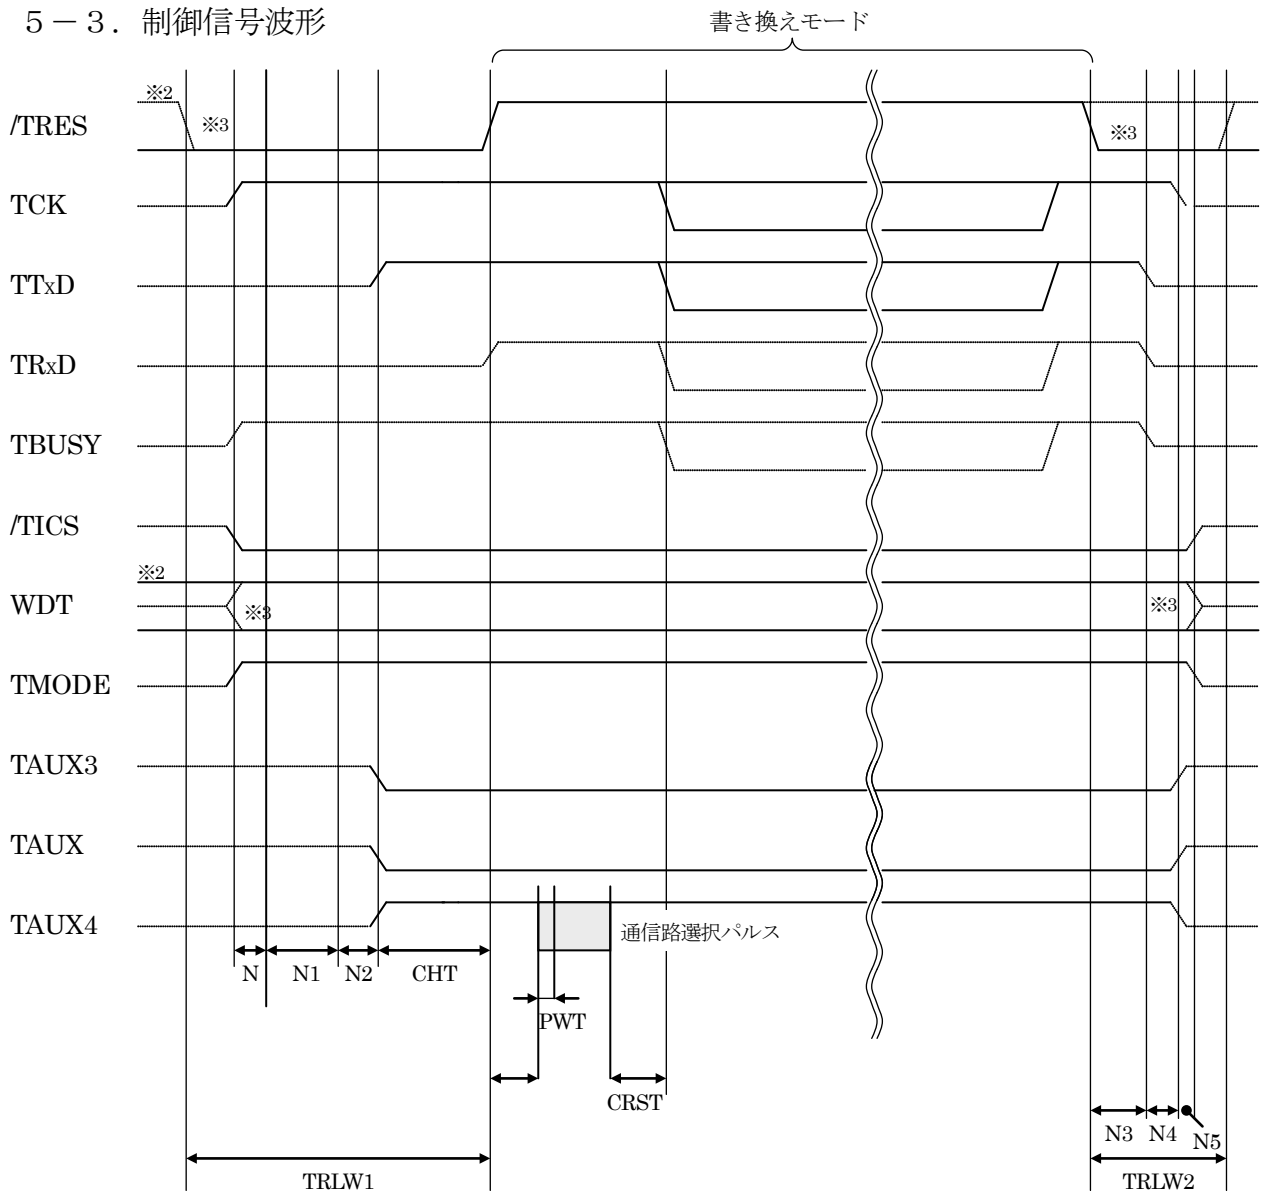 5－3．制御信号波形
書き換えモード
※2
/TRES
※3
※3
TCK
TTxD
TRxD
TBUSY
/TICS
※2
WDT
※3
※3
TMODE
TAUX3
TAUX
TAUX4
通信路選択パルス
N
N1
N2
CHT
PWT
CRST
N3
N4
N5
TRLW1
TRLW2